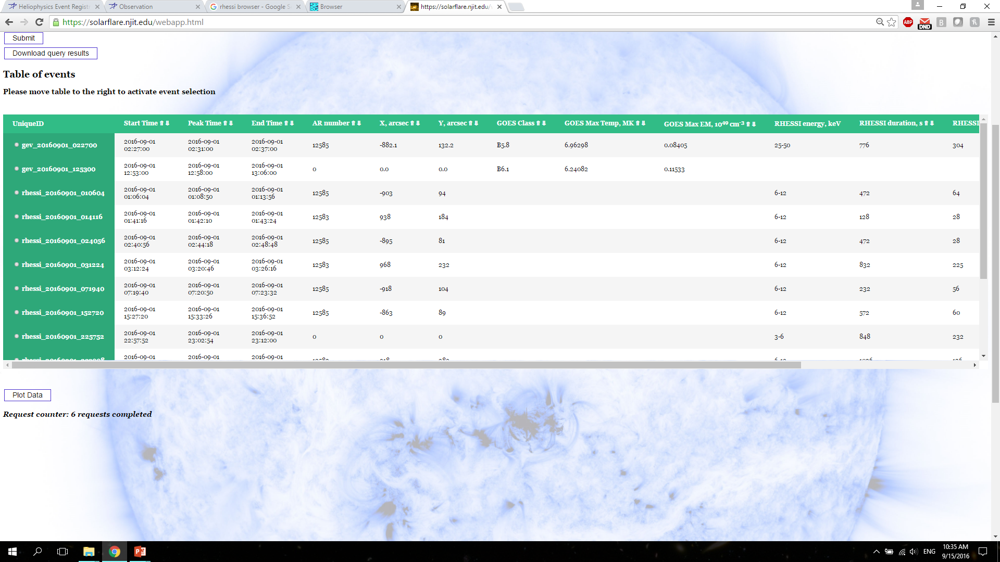 Heliophysics Event Registr
Observation
rhessi browser - Google S
Browser
https://solarflare.njit.edu/
https://solarflare.njit.edu/webapp.html
ABP
DND
B
Submit
Download query results
Table of events
Please move table to the right to activate event selection
UniqueID Start Time ⇑⇓ Peak Time ⇑⇓ End Time ⇑⇓ AR number ⇑⇓ X, arcsec ⇑⇓ Y, arcsec ⇑⇓ GOES Class ⇑⇓ GOES Max Temp, MK ⇑⇓ GOES Max EM, 10⁴⁹ cm⁻³ ⇑⇓ RHESSI energy, keV RHESSI duration, s ⇑⇓ RHESSI
gev_20160901_022700 2016-09-01 02:27:00 2016-09-01 02:31:00 2016-09-01 02:37:00 12585 -882.1 132.2 B5.8 6.96298 0.08405 25-50 776 304
gev_20160901_125300 2016-09-01 12:53:00 2016-09-01 12:58:00 2016-09-01 13:06:00 0 0.0 0.0 B6.1 6.24082 0.11533
rhessi_20160901_010604 2016-09-01 01:06:04 2016-09-01 01:08:50 2016-09-01 01:13:56 12585 -903 94 6-12 472 64
rhessi_20160901_014116 2016-09-01 01:41:16 2016-09-01 01:42:10 2016-09-01 01:43:24 12583 938 184 6-12 128 28
rhessi_20160901_024056 2016-09-01 02:40:56 2016-09-01 02:44:18 2016-09-01 02:48:48 12585 -895 81 6-12 472 28
rhessi_20160901_031224 2016-09-01 03:12:24 2016-09-01 03:20:46 2016-09-01 03:26:16 12583 968 232 6-12 832 225
rhessi_20160901_071940 2016-09-01 07:19:40 2016-09-01 07:20:50 2016-09-01 07:23:32 12585 -918 104 6-12 232 56
rhessi_20160901_152720 2016-09-01 15:27:20 2016-09-01 15:33:26 2016-09-01 15:36:52 12585 -863 89 6-12 572 60
rhessi_20160901_225752 2016-09-01 22:57:52 2016-09-01 23:02:54 2016-09-01 23:12:00 0 0 0 3-6 848 232
2016-09-01 2016-09-01 2016-09-01
Plot Data
Request counter: 6 requests completed
ENG
10:35 AM
9/15/2016